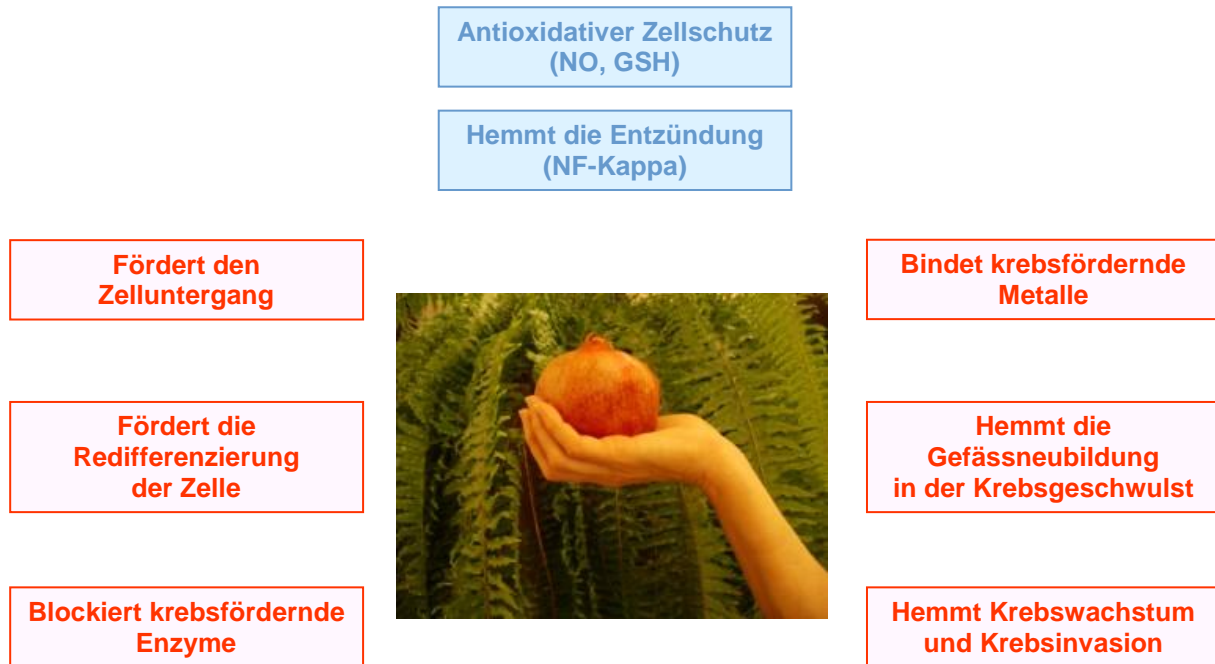 Antioxidativer Zellschutz
(NO, GSH)
Hemmt die Entzündung
(NF-Kappa)
Fördert den
Zelluntergang
Bindet krebsfördernde
Metalle
Fördert die
Redifferenzierung
der Zelle
Hemmt die
Gefässneubildung
in der Krebsgeschwulst
Blockiert krebsfördernde
Enzyme
Hemmt Krebswachstum
und Krebsinvasion